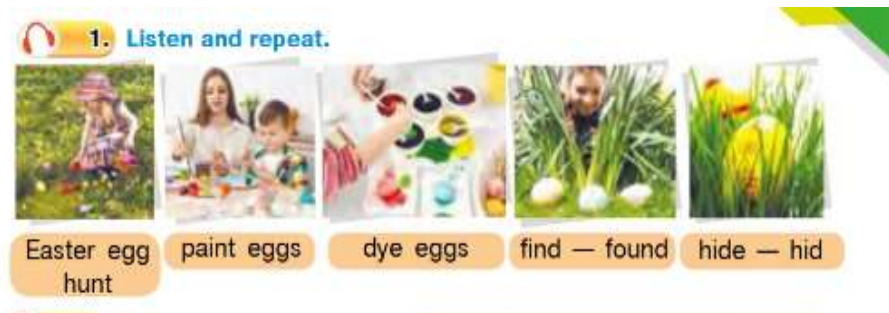 1. Listen and repeat.
Easter egg
hunt
paint eggs
dye eggs
find — found
hide — hid